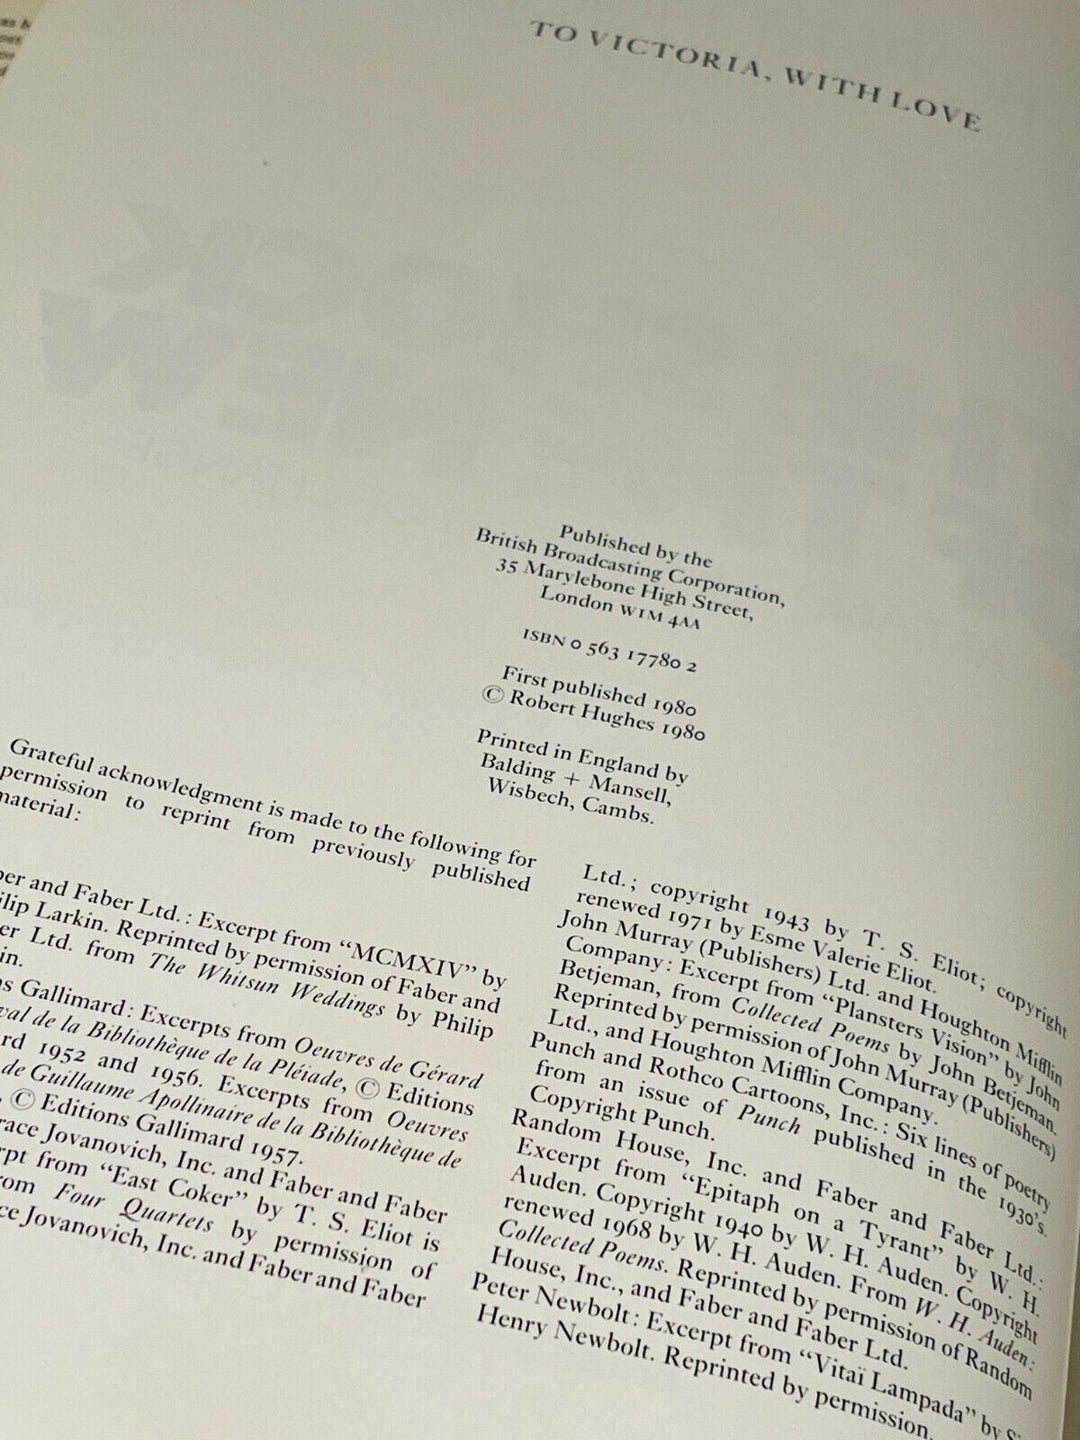 TO VICTORIA, WITH LOVE
Published by the
British Broadcasting Corporation,
35 Marylebone High Street,
London W1M 4AA
ISBN 0 563 17780 2
First published 1980
© Robert Hughes 1980
Printed in England by
Balding + Mansell,
Wisbech, Cambs.
Grateful acknowledgment is made to the following for
permission to reprint from previously published
material:
and Faber Ltd.: Excerpt from “MCMXIV” by
Larkin. Reprinted by permission of Faber and
Ltd. from The Whitsun Weddings by Philip
Gallimard: Excerpts from Oeuvres de Gérard
de la Bibliothèque de la Pléiade, © Editions
1952 and 1956. Excerpts from Oeuvres
de Guillaume Apollinaire de la Bibliothèque de
, © Editions Gallimard 1957.
Jovanovich, Inc. and Faber and Faber
from “East Coker” by T. S. Eliot is
Four Quartets by permission of
Jovanovich, Inc. and Faber and Faber
Ltd.; copyright 1943 by T. S. Eliot; copyright
renewed 1971 by Esme Valerie Eliot.
John Murray (Publishers) Ltd. and Houghton Mifflin
Company: Excerpt from “Plansters Vision” by John
Betjeman, from Collected Poems by John Betjeman.
Reprinted by permission of John Murray (Publishers)
Ltd., and Houghton Mifflin Company.
Punch and Rothco Cartoons, Inc.: Six lines of poetry
from an issue of Punch published in the 1930's.
Copyright Punch.
Random House, Inc. and Faber and Faber Ltd.:
Excerpt from “Epitaph on a Tyrant” by W. H.
Auden. Copyright 1940 by W. H. Auden. Copyright
renewed 1968 by W. H. Auden. From W. H. Auden:
Collected Poems. Reprinted by permission of Random
House, Inc., and Faber and Faber Ltd.
Peter Newbolt: Excerpt from “Vitaï Lampada” by
Henry Newbolt. Reprinted by permission.